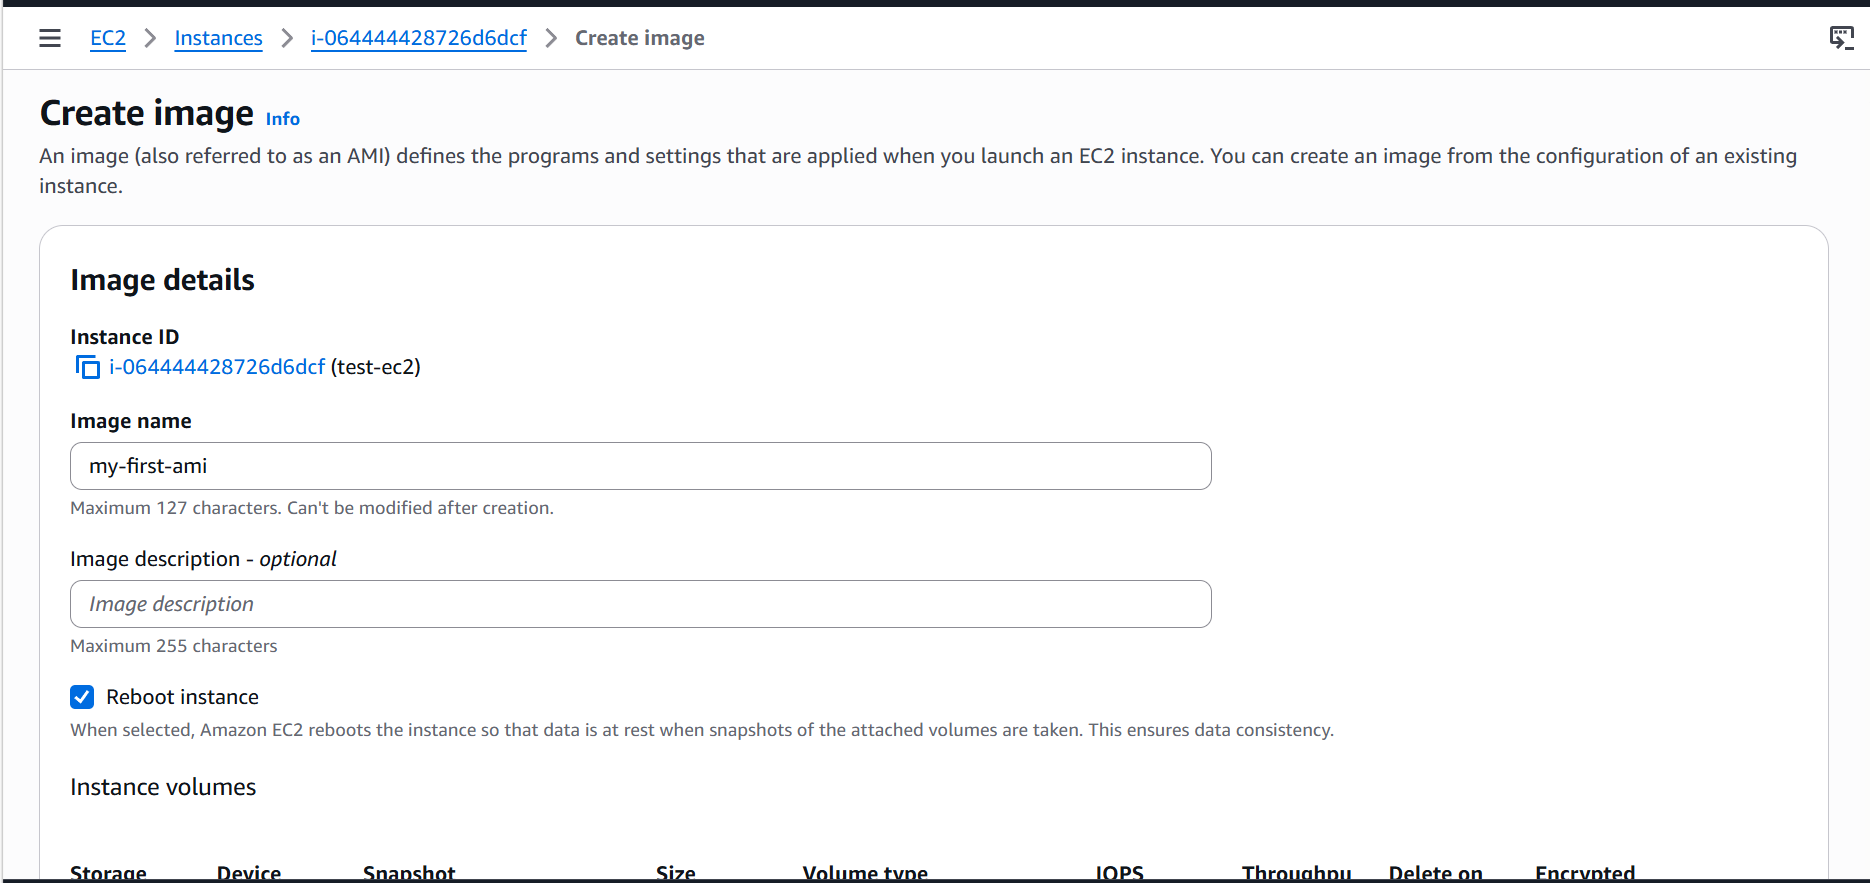 EC2 > Instances > i-064444428726d6dcf > Create image
Create image Info
An image (also referred to as an AMI) defines the programs and settings that are applied when you launch an EC2 instance. You can create an image from the configuration of an existing
instance.
Image details
Instance ID
i-064444428726d6dcf (test-ec2)
Image name
my-first-ami
Maximum 127 characters. Can't be modified after creation.
Image description - optional
Image description
Maximum 255 characters
Reboot instance
When selected, Amazon EC2 reboots the instance so that data is at rest when snapshots of the attached volumes are taken. This ensures data consistency.
Instance volumes
Storage Device Snapshot Size Volume type IOPS Throughpu Delete on Encrypted